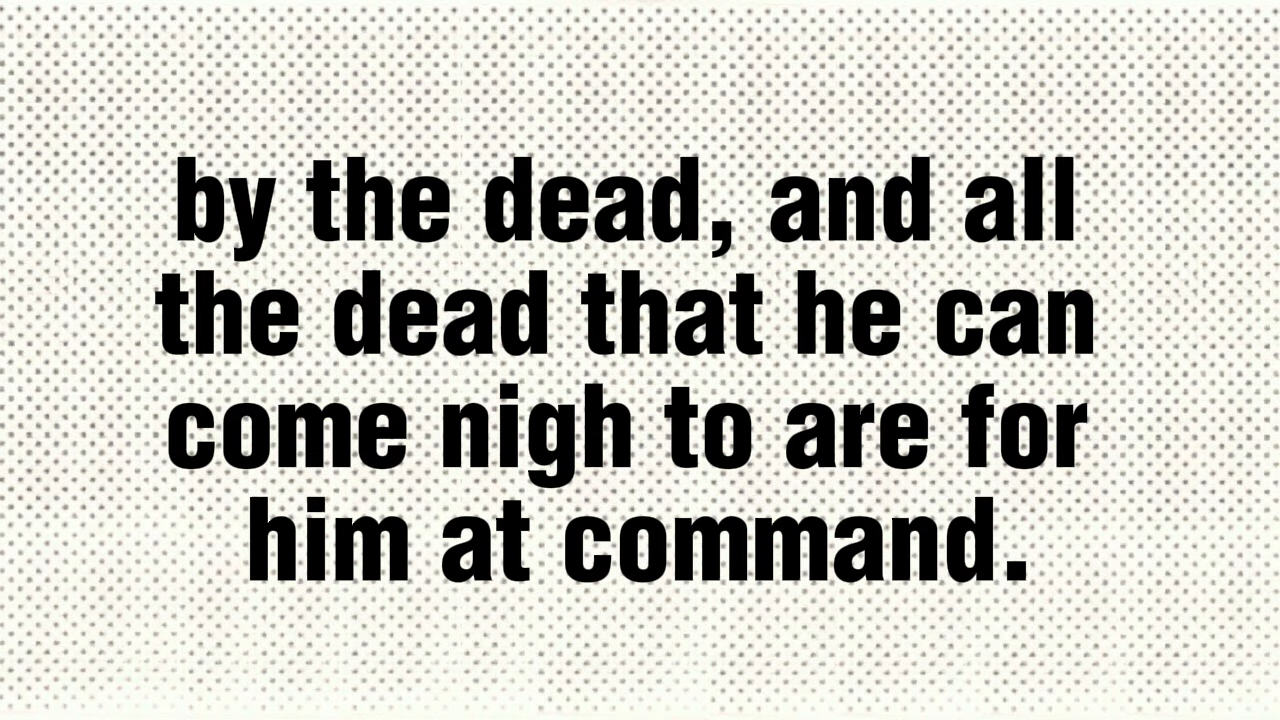 by the dead, and all
the dead that he can
come nigh to are for
him at command.